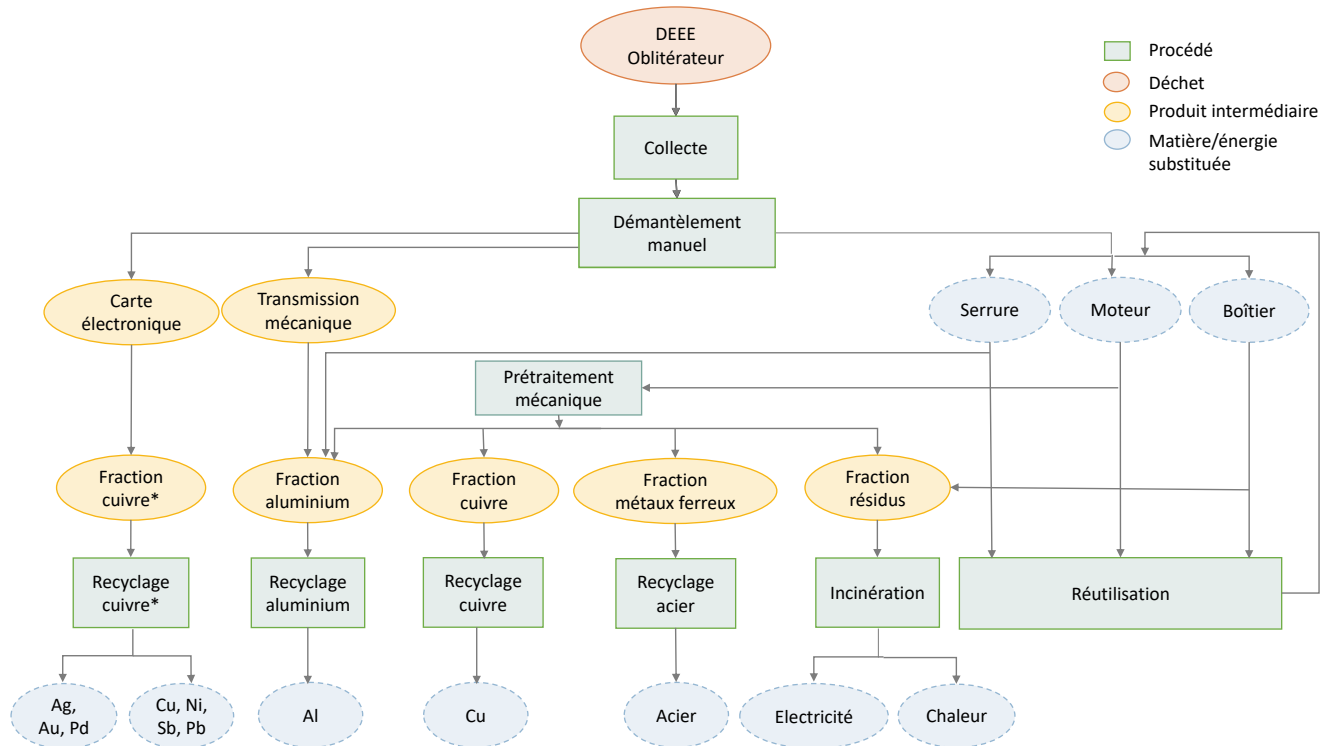 DEEE
Oblitérateur
Procédé
Déchet
Produit intermédiaire
Matière/énergie
substituée
Collecte
Démantèlement
manuel
Carte
électronique
Transmission
mécanique
Serrure
Moteur
Boîtier
Prétraitement
mécanique
Fraction
cuivre*
Fraction
aluminium
Fraction
cuivre
Fraction
métaux ferreux
Fraction
résidus
Recyclage
cuivre*
Recyclage
aluminium
Recyclage
cuivre
Recyclage
acier
Incinération
Réutilisation
Ag,
Au, Pd
Cu, Ni,
Sb, Pb
Al
Cu
Acier
Electricité
Chaleur